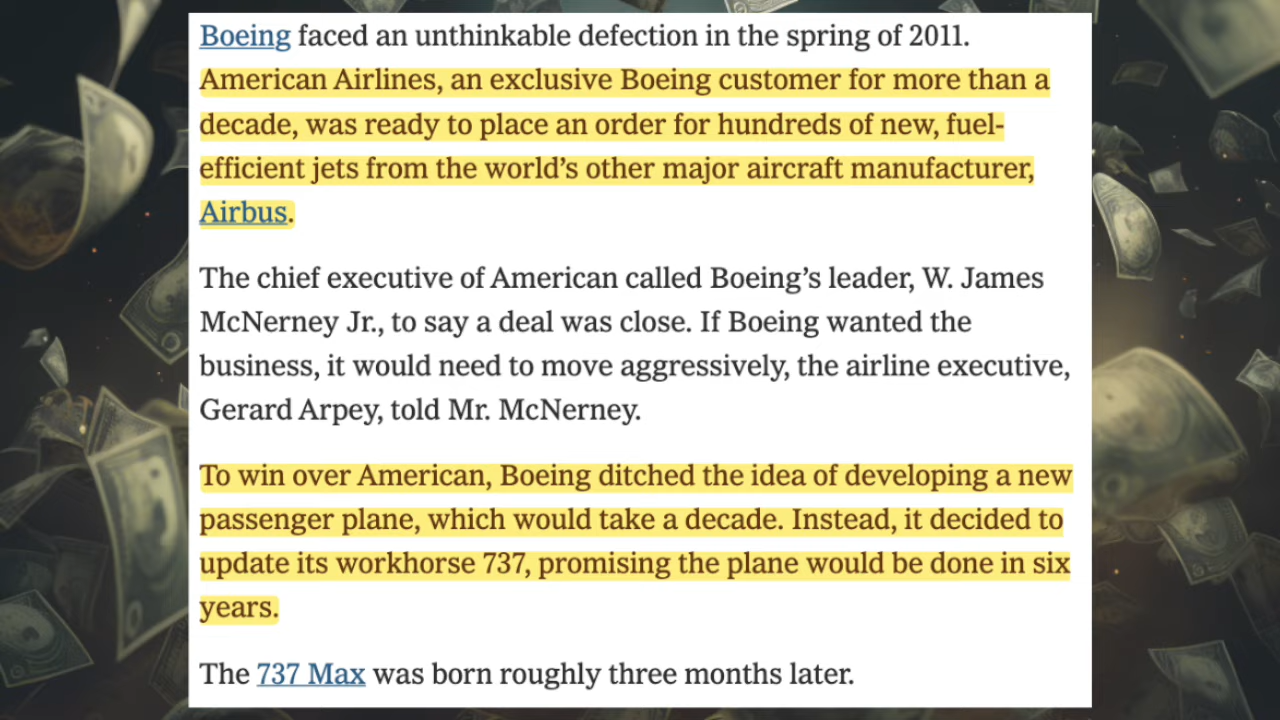 Boeing faced an unthinkable defection in the spring of 2011.
American Airlines, an exclusive Boeing customer for more than a
decade, was ready to place an order for hundreds of new, fuel-
efficient jets from the world’s other major aircraft manufacturer,
Airbus.
The chief executive of American called Boeing’s leader, W. James
McNerney Jr., to say a deal was close. If Boeing wanted the
business, it would need to move aggressively, the airline executive,
Gerard Arpey, told Mr. McNerney.
To win over American, Boeing ditched the idea of developing a new
passenger plane, which would take a decade. Instead, it decided to
update its workhorse 737, promising the plane would be done in six
years.
The 737 Max was born roughly three months later.